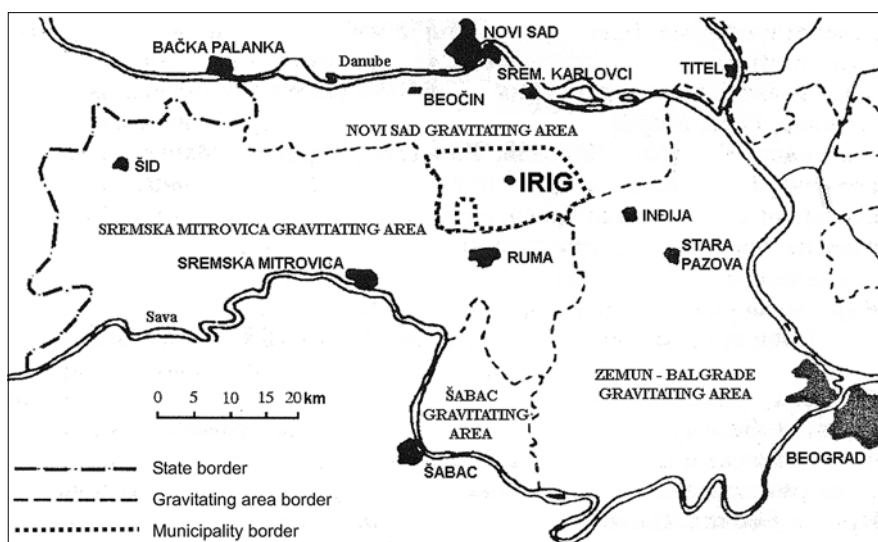 NOVI SAD
BAČKA PALANKA
Danube
SREM. KARLOVCI
TITEL
BEOČIN
NOVI SAD GRAVITATING AREA
ŠID
IRIG
INĐIJA
SREMSKA MITROVICA GRAVITATING AREA
STARA
PAZOVA
RUMA
SREMSKA MITROVICA
Sava
ZEMUN - BALGRADE
GRAVITATING AREA
ŠABAC
GRAVITATING
AREA
0 5 10 20 km
BEOGRAD
ŠABAC
State border
Gravitating area border
Municipality border